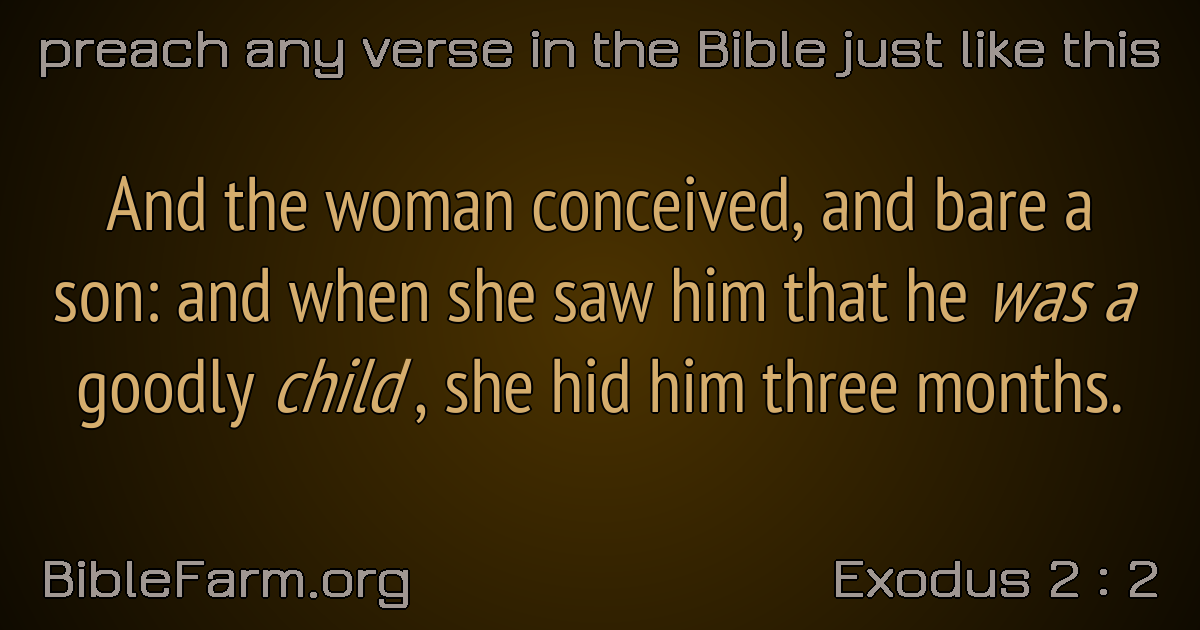 preach any verse in the Bible just like this
And the woman conceived, and bare a
son: and when she saw him that he was a
goodly child , she hid him three months.
BibleFarm.org
Exodus 2 : 2